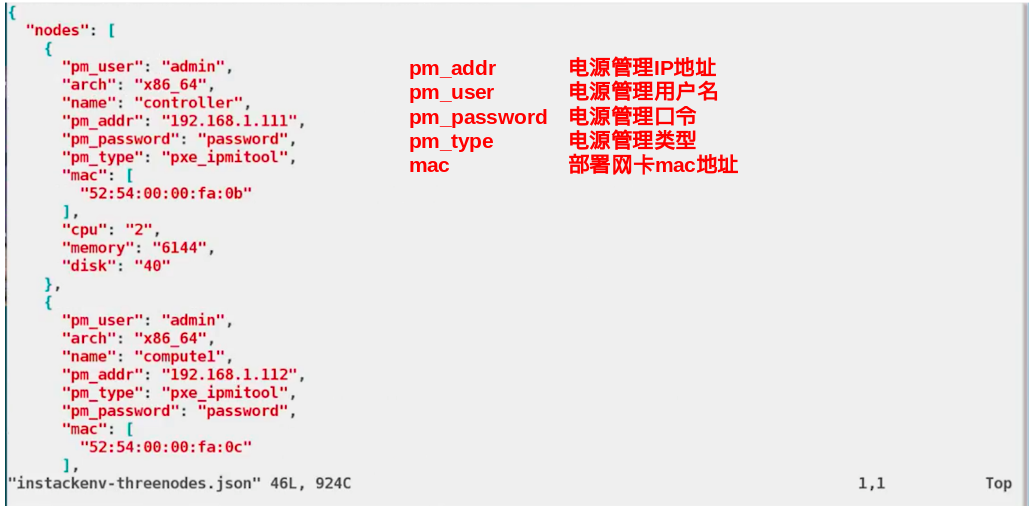 {
"nodes": [
{
"pm_user": "admin",
"arch": "x86_64",
"name": "controller",
"pm_addr": "192.168.1.111",
"pm_password": "password",
"pm_type": "pxe_ipmitool",
"mac": [
"52:54:00:00:fa:0b"
],
"cpu": "2",
"memory": "6144",
"disk": "40"
},
{
"pm_user": "admin",
"arch": "x86_64",
"name": "compute1",
"pm_addr": "192.168.1.112",
"pm_type": "pxe_ipmitool",
"pm_password": "password",
"mac": [
"52:54:00:00:fa:0c"
],
"instackenv-threenodes.json" 46L, 924C 1,1 Top
pm_addr 电源管理IP地址
pm_user 电源管理用户名
pm_password 电源管理口令
pm_type 电源管理类型
mac 部署网卡mac地址